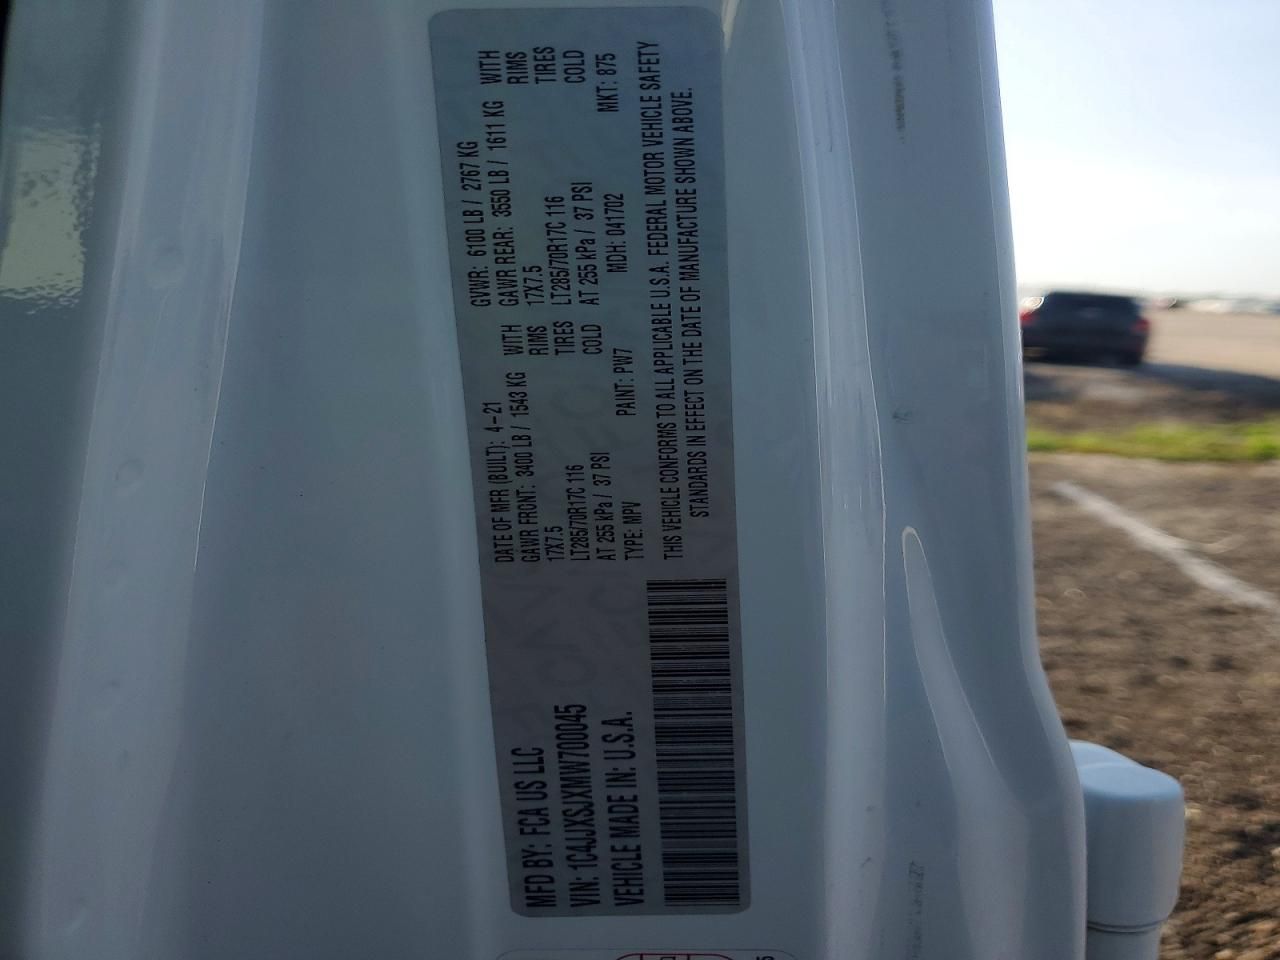 MFD BY: FCA US LLC
VIN: 1C4JJXSJXMW700045
VEHICLE MADE IN: U.S.A.
DATE OF MFR (BUILT): 4-21 GVWR: 6100 LB / 2767 KG
GAWR FRONT: 3400 LB / 1543 KG WITH GAWR REAR: 3550 LB / 1611 KG WITH
17X7.5 RIMS 17X7.5 RIMS
LT285/70R17C 116 TIRES LT285/70R17C 116 TIRES
AT 255 kPa / 37 PSI COLD AT 255 kPa / 37 PSI COLD
TYPE: MPV PAINT: PW7 MDH: 041702 MKT: 875
THIS VEHICLE CONFORMS TO ALL APPLICABLE U.S.A. FEDERAL MOTOR VEHICLE SAFETY
STANDARDS IN EFFECT ON THE DATE OF MANUFACTURE SHOWN ABOVE.